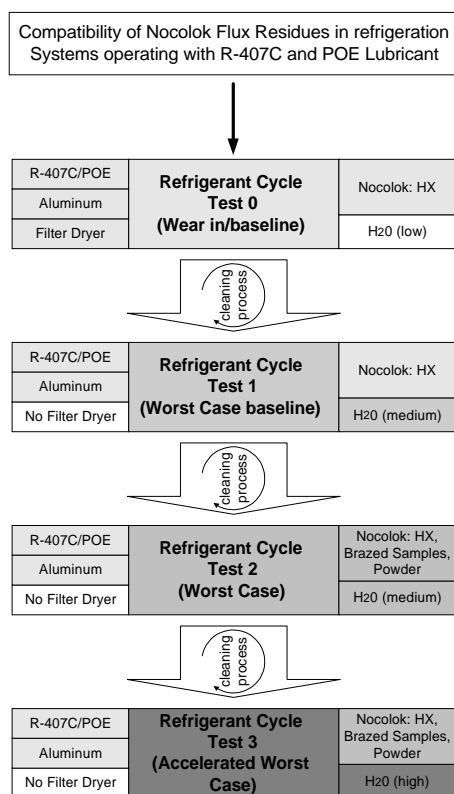 Compatibility of Nocolok Flux Residues in refrigeration
Systems operating with R-407C and POE Lubricant
R-407C/POE
Aluminum
Filter Dryer
Refrigerant Cycle
Test 0
(Wear in/baseline)
Nocolok: HX
H20 (low)
cleaning
process
R-407C/POE
Aluminum
No Filter Dryer
Refrigerant Cycle
Test 1
(Worst Case baseline)
Nocolok: HX
H20 (medium)
cleaning
process
R-407C/POE
Aluminum
No Filter Dryer
Refrigerant Cycle
Test 2
(Worst Case)
Nocolok: HX,
Brazed Samples,
Powder
H20 (medium)
cleaning
process
R-407C/POE
Aluminum
No Filter Dryer
Refrigerant Cycle
Test 3
(Accelerated Worst
Case)
Nocolok: HX,
Brazed Samples,
Powder
H20 (high)